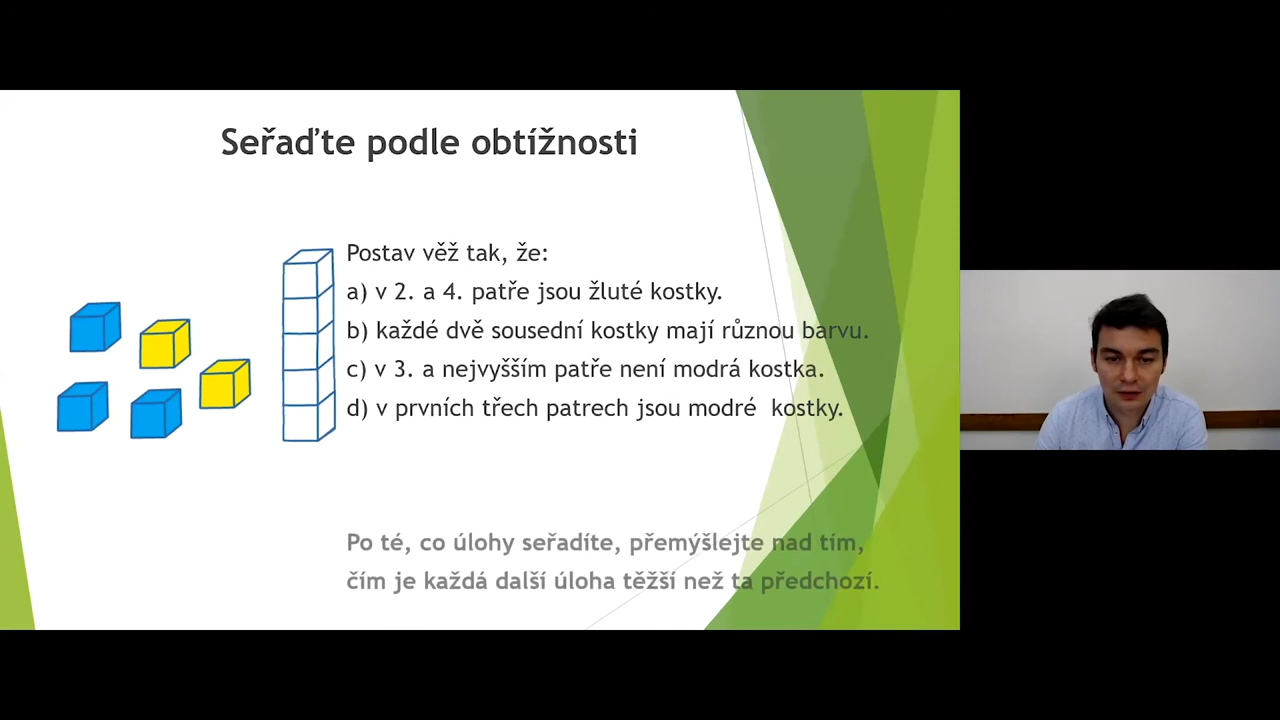 Seřaďte podle obtížnosti
Postav věž tak, že:
a) v 2. a 4. patře jsou žluté kostky.
b) každé dvě sousední kostky mají různou barvu.
c) v 3. a nejvyšším patře není modrá kostka.
d) v prvních třech patrech jsou modré  kostky.
Po té, co úlohy seřadíte, přemýšlejte nad tím,
čím je každá další úloha těžší než ta předchozí.